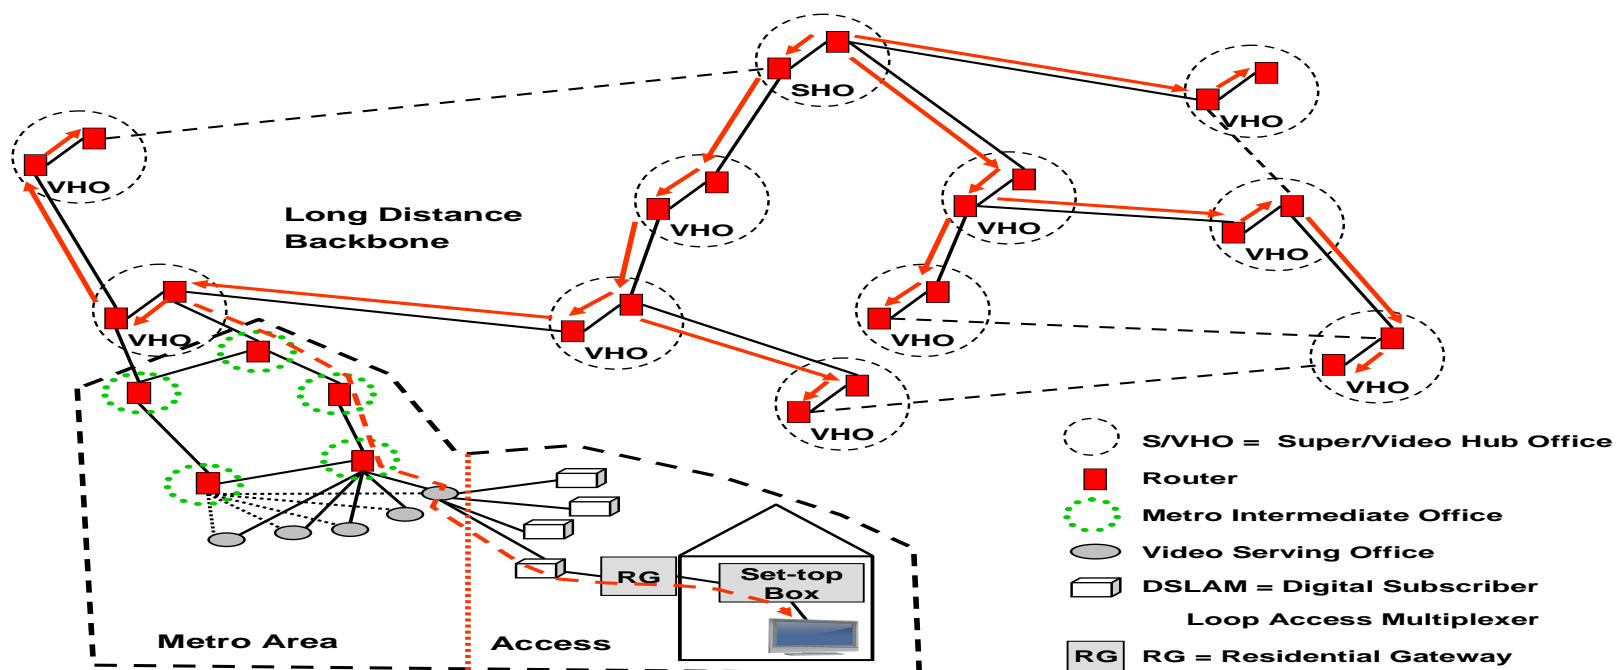 SHO
VHO
VHO
Long Distance
Backbone
VHO
VHO
VHO
VHO
VHO
VHO
VHO
VHO
S/VHO = Super/Video Hub Office
Router
Metro Intermediate Office
Video Serving Office
DSLAM = Digital Subscriber
Loop Access Multiplexer
RG RG = Residential Gateway
RG
Set-top
Box
Metro Area
Access